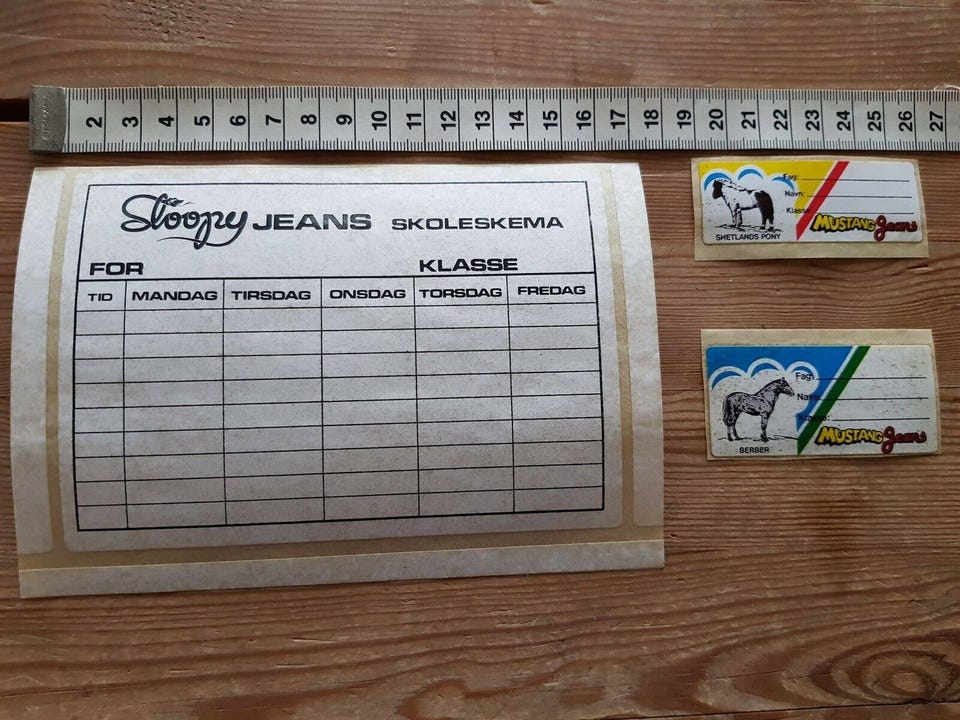 2 3 4 5 6 7 8 9 10 11 12 13 14 15 16 17 18 19 20 21 22 23 24 25 26 27
Sloopy JEANS SKOLESKEMA
FOR KLASSE
TID MANDAG TIRSDAG ONSDAG TORSDAG FREDAG
Fag:
Navn:
Klasse:
MUSTANG Jeans
SHETLANDS PONY
Fag:
Navn:
Klasse:
MUSTANG Jeans
BERBER